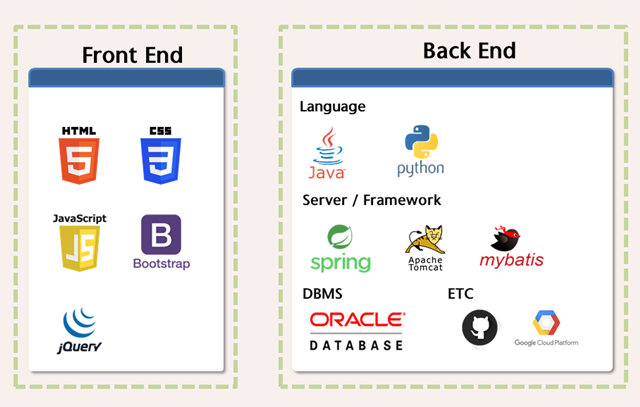 Front End
HTML
5
CSS
3
JavaScript
JS
B
Bootstrap
jQuery
Back End
Language
Java
python
Server / Framework
spring
Apache
Tomcat
mybatis
DBMS
ORACLE
DATABASE
ETC
Google Cloud Platform